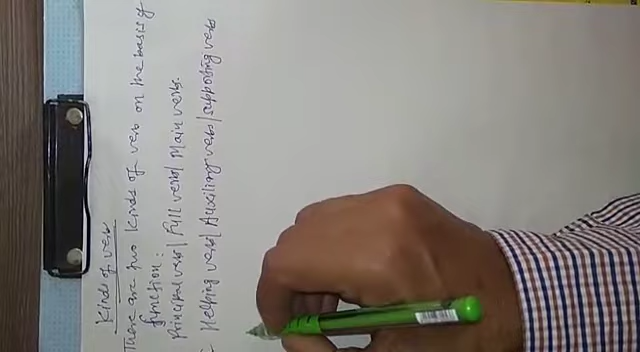 Kinds of verb
There are two kinds of verb on the basis of
function:
Principal verb/ Full verb/ Main verb.
Helping verb/ Auxiliary verb/ supporting verb